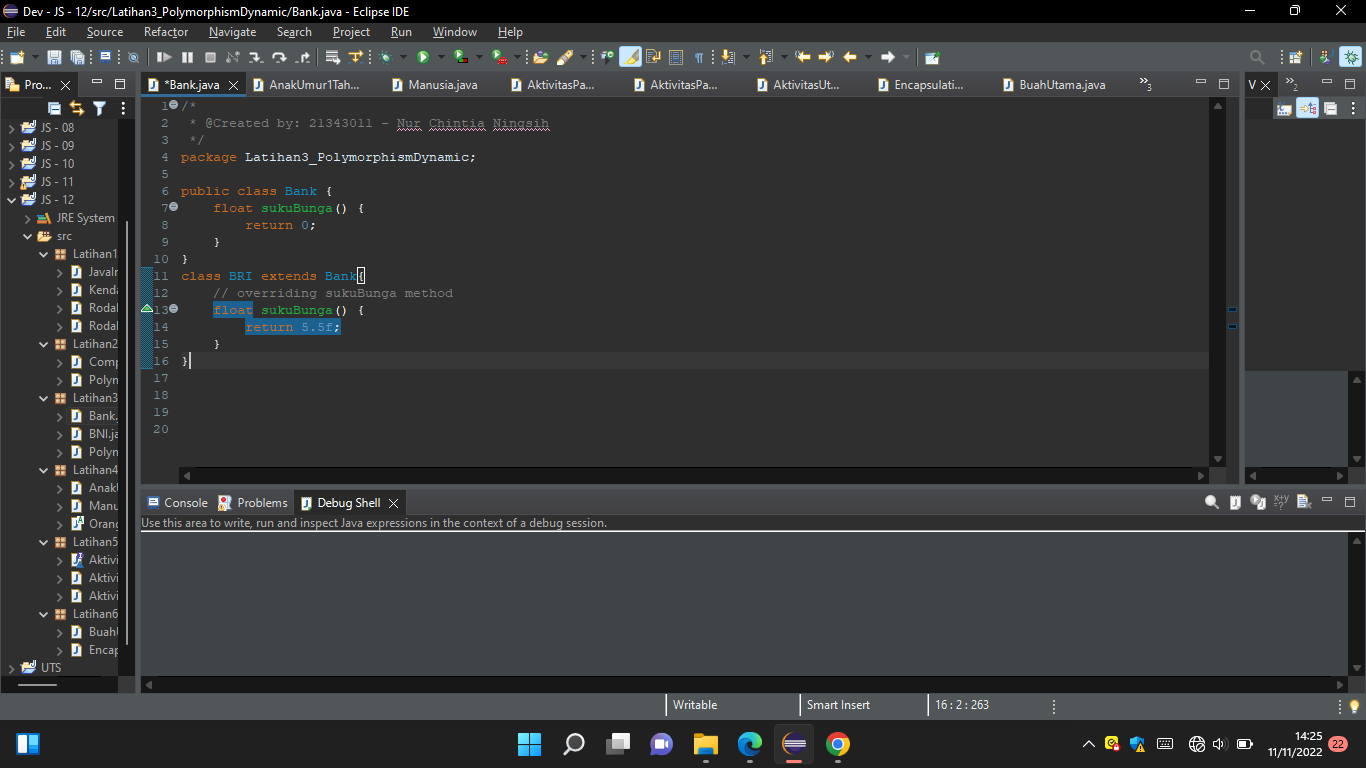 Dev - JS - 12/src/Latihan3_PolymorphismDynamic/Bank.java - Eclipse IDE
File Edit Source Refactor Navigate Search Project Run Window Help
Pro...
*Bank.java
AnakUmur1Tah...
Manusia.java
AktivitasPa...
AktivitasPa...
AktivitasUt...
Encapsulati...
BuahUtama.java
»3
V
»2
JS - 08
JS - 09
JS - 10
JS - 11
JS - 12
JRE System
src
Latihan1
JavaIr
Kend
Roda
Roda
Latihan2
Comp
Polyn
Latihan3
Bank.
BNI.ja
Polyn
Latihan4
Anak
Manu
Orang
Latihan5
Aktivi
Aktivi
Aktivi
Latihan6
Buah
Encap
UTS
1 /*
2 * @Created by: 21343011 - Nur Chintia Ningsih
3 */
4 package Latihan3_PolymorphismDynamic;
5
6 public class Bank {
7 float sukuBunga() {
8 return 0;
9 }
10 }
11 class BRI extends Bank{
12 // overriding sukuBunga method
13 float sukuBunga() {
14 return 5.5f;
15 }
16 }
17
18
19
20
Console Problems Debug Shell
Use this area to write, run and inspect Java expressions in the context of a debug session.
Writable Smart Insert 16 : 2 : 263
14:25
11/11/2022
22